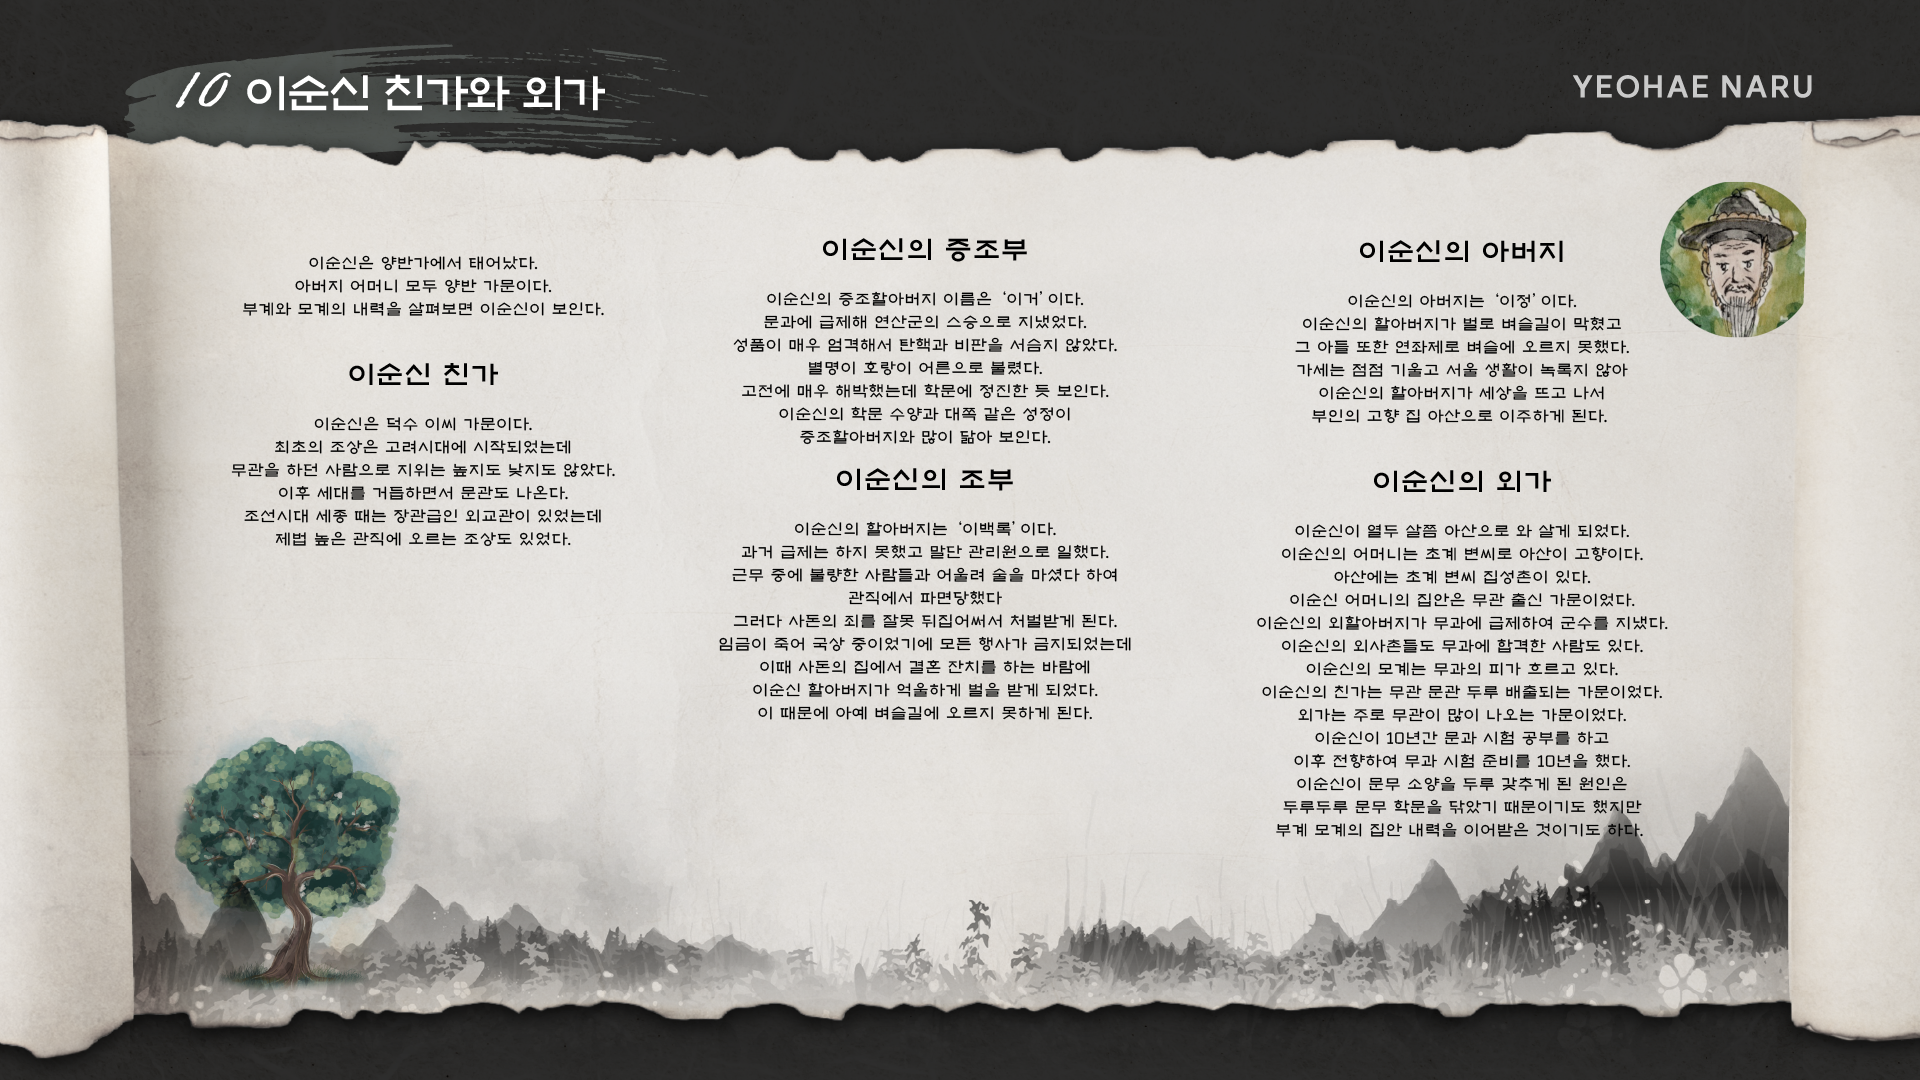 10 이순신 친가와 외가
YEOHAE NARU
이순신은 양반가에서 태어났다.
아버지 어머니 모두 양반 가문이다.
부계와 모계의 내력을 살펴보면 이순신이 보인다.
이순신 친가
이순신은 덕수 이씨 가문이다.
최초의 조상은 고려시대에 시작되었는데
무관을 하던 사람으로 지위는 높지도 낮지도 않았다.
이후 세대를 거듭하면서 문관도 나온다.
조선시대 세종 때는 장관급인 외교관이 있었는데
제법 높은 관직에 오르는 조상도 있었다.
이순신의 증조부
이순신의 증조할아버지 이름은 ‘이거’ 이다.
문과에 급제해 연산군의 스승으로 지냈었다.
성품이 매우 엄격해서 탄핵과 비판을 서슴지 않았다.
별명이 호랑이 어른으로 불렸다.
고전에 매우 해박했는데 학문에 정진한 듯 보인다.
이순신의 학문 수양과 대쪽 같은 성정이
증조할아버지와 많이 닮아 보인다.
이순신의 조부
이순신의 할아버지는 ‘이백록’ 이다.
과거 급제는 하지 못했고 말단 관리원으로 일했다.
근무 중에 불량한 사람들과 어울려 술을 마셨다 하여
관직에서 파면당했다
그러다 사돈의 죄를 잘못 뒤집어써서 처벌받게 된다.
임금이 죽어 국상 중이었기에 모든 행사가 금지되었는데
이때 사돈의 집에서 결혼 잔치를 하는 바람에
이순신 할아버지가 억울하게 벌을 받게 되었다.
이 때문에 아예 벼슬길에 오르지 못하게 된다.
이순신의 아버지
이순신의 아버지는 ‘이정’ 이다.
이순신의 할아버지가 벌로 벼슬길이 막혔고
그 아들 또한 연좌제로 벼슬에 오르지 못했다.
가세는 점점 기울고 서울 생활이 녹록지 않아
이순신의 할아버지가 세상을 뜨고 나서
부인의 고향 집 아산으로 이주하게 된다.
이순신의 외가
이순신이 열두 살쯤 아산으로 와 살게 되었다.
이순신의 어머니는 초계 변씨로 아산이 고향이다.
아산에는 초계 변씨 집성촌이 있다.
이순신 어머니의 집안은 무관 출신 가문이었다.
이순신의 외할아버지가 무과에 급제하여 군수를 지냈다.
이순신의 외사촌들도 무과에 합격한 사람도 있다.
이순신의 모계는 무과의 피가 흐르고 있다.
이순신의 친가는 무관 문관 두루 배출되는 가문이었다.
외가는 주로 무관이 많이 나오는 가문이었다.
이순신이 10년간 문과 시험 공부를 하고
이후 전향하여 무과 시험 준비를 10년을 했다.
이순신이 문무 소양을 두루 갖추게 된 원인은
두루두루 문무 학문을 닦았기 때문이기도 했지만
부계 모계의 집안 내력을 이어받은 것이기도 하다.